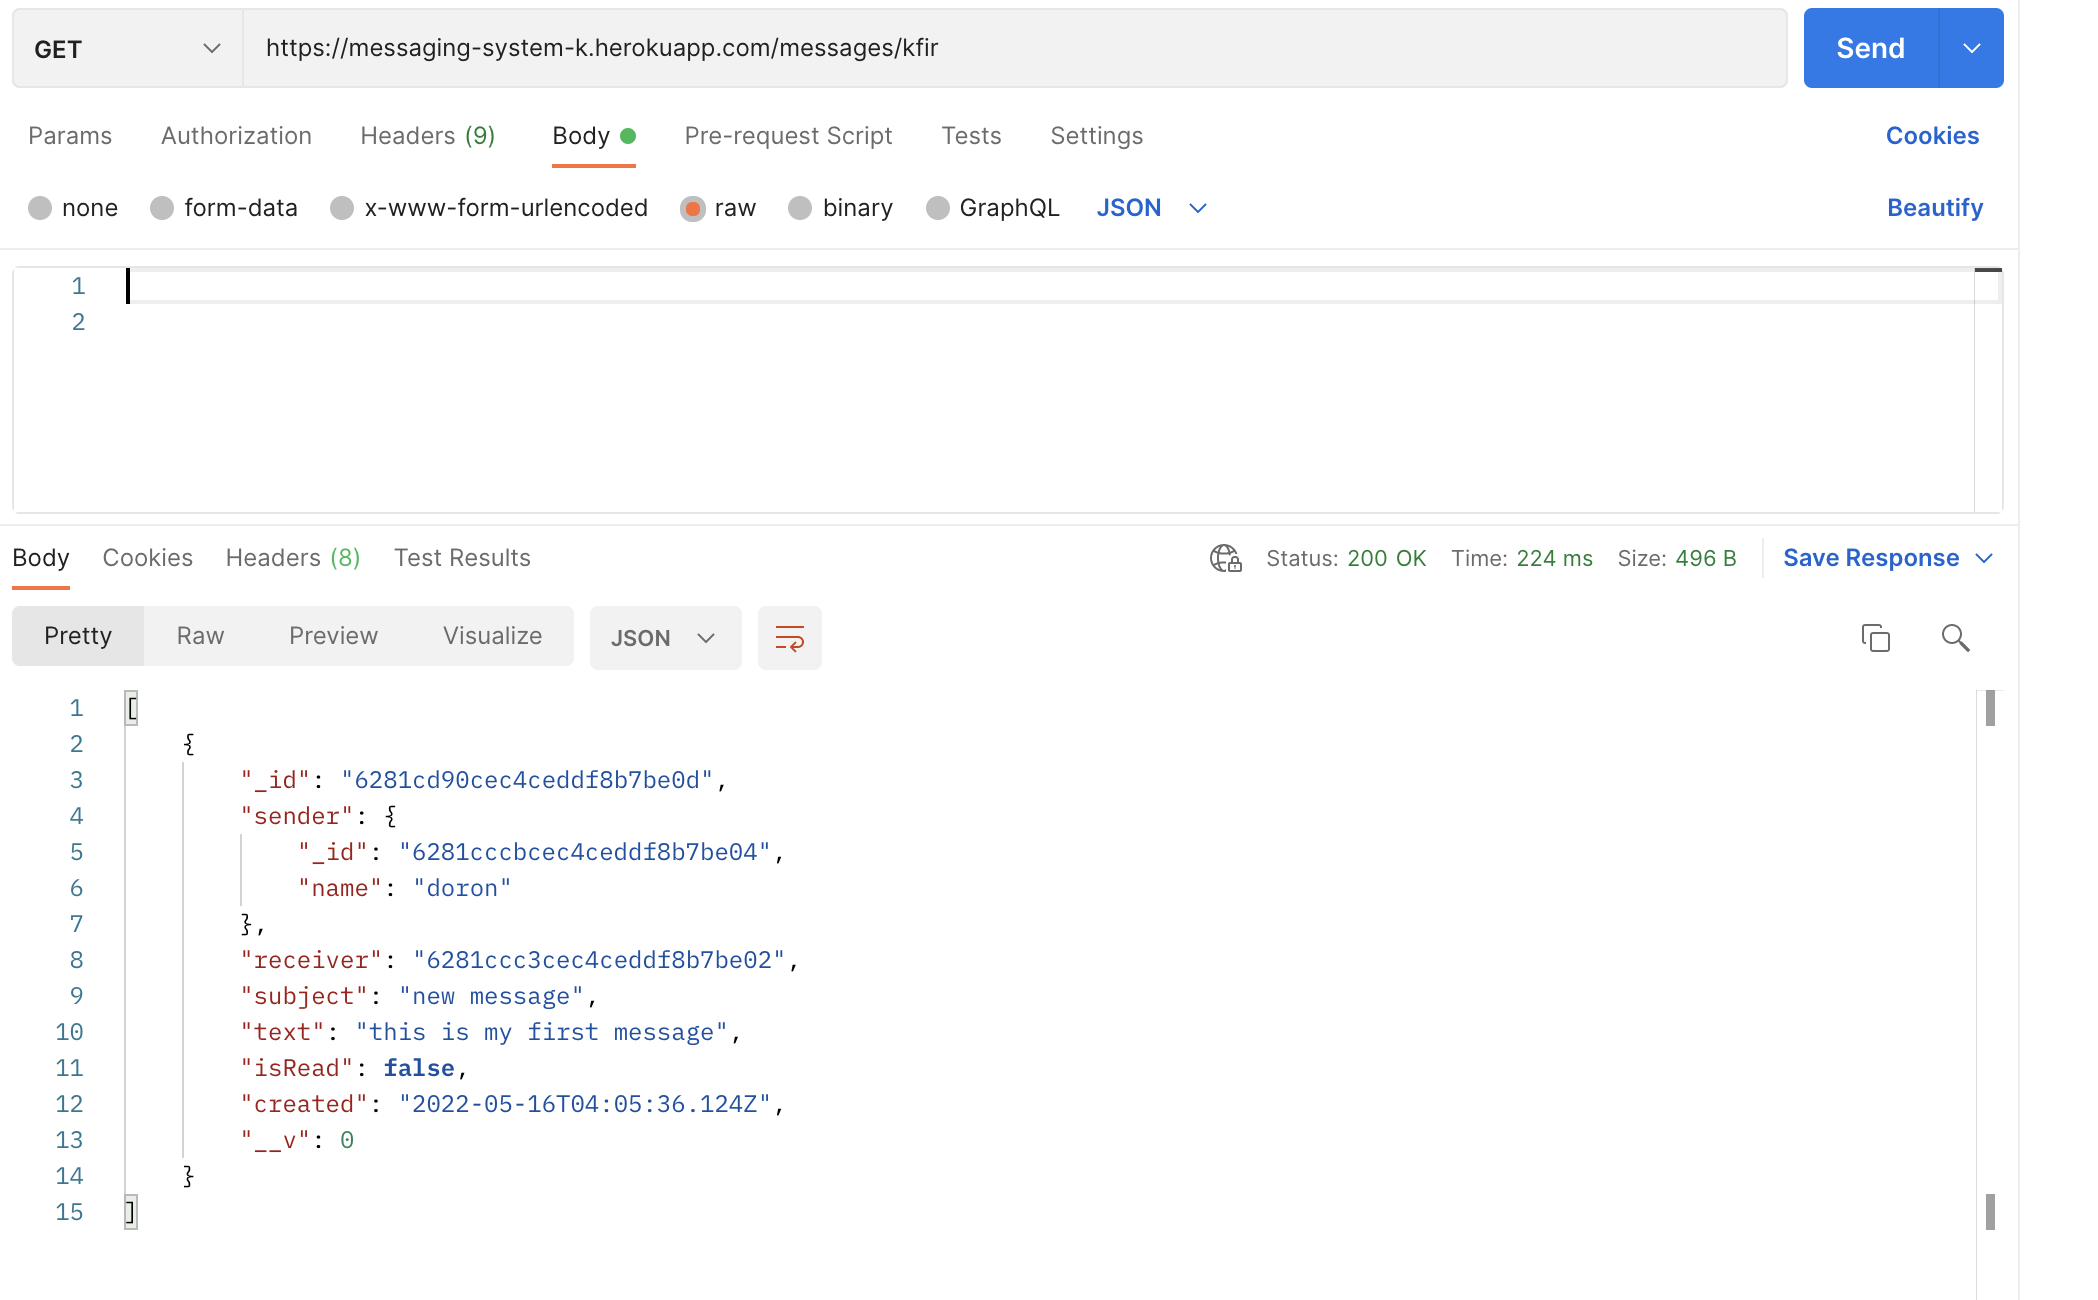 GET https://messaging-system-k.herokuapp.com/messages/kfir Send
Params Authorization Headers (9) Body Pre-request Script Tests Settings Cookies
none form-data x-www-form-urlencoded raw binary GraphQL JSON Beautify
1
2
Body Cookies Headers (8) Test Results Status: 200 OK Time: 224 ms Size: 496 B Save Response
Pretty Raw Preview Visualize JSON
1 [
2 {
3 "_id": "6281cd90cec4ceddf8b7be0d",
4 "sender": {
5 "_id": "6281cccbcec4ceddf8b7be04",
6 "name": "doron"
7 },
8 "receiver": "6281ccc3cec4ceddf8b7be02",
9 "subject": "new message",
10 "text": "this is my first message",
11 "isRead": false,
12 "created": "2022-05-16T04:05:36.124Z",
13 "__v": 0
14 }
15 ]